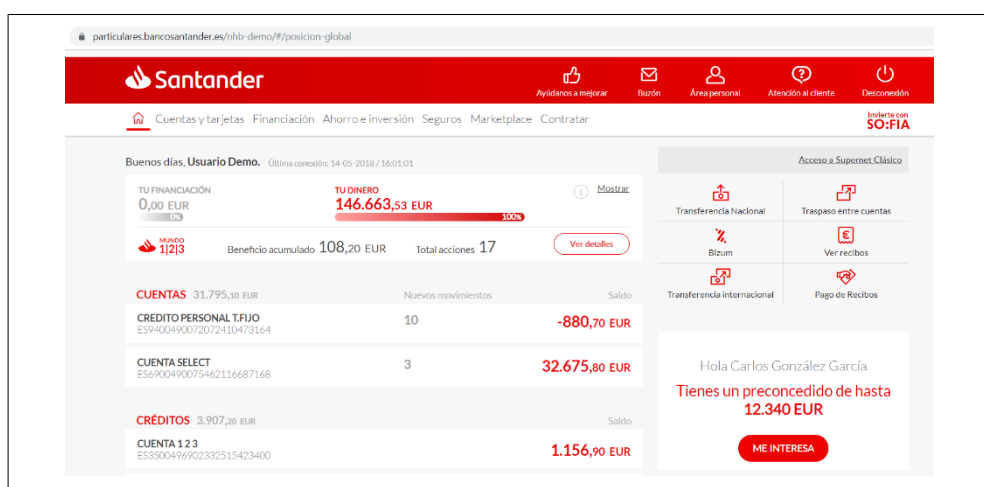 particulares.bancosantander.es/nhb-demo/#/posicion-global
Santander
Ayúdanos a mejorar
Buzón
Área personal
Atención al cliente
Desconexión
Cuentas y tarjetas Financiación Ahorro e inversión Seguros Marketplace Contratar
Invierte con
SO:FIA
Buenos días, Usuario Demo. Última conexión: 14-05-2018 / 16:01:01
Acceso a Supernet Clásico
TU FINANCIACIÓN
0,00 EUR
0%
TU DINERO
146.663,53 EUR
100%
Mostrar
MUNDO
1|2|3
Beneficio acumulado 108,20 EUR
Total acciones 17
Ver detalles
Transferencia Nacional
Traspaso entre cuentas
Bizum
Ver recibos
Transferencia internacional
Pago de Recibos
CUENTAS 31.795,10 EUR
Nuevos movimientos
Saldo
CREDITO PERSONAL T.FIJO
ES9400490072072410473164
10
-880,70 EUR
CUENTA SELECT
ES6900490075462116687168
3
32.675,80 EUR
CRÉDITOS 3.907,20 EUR
Saldo
CUENTA 1 2 3
ES3500496902332515423400
1.156,90 EUR
Hola Carlos González García
Tienes un preconcedido de hasta
12.340 EUR
ME INTERESA